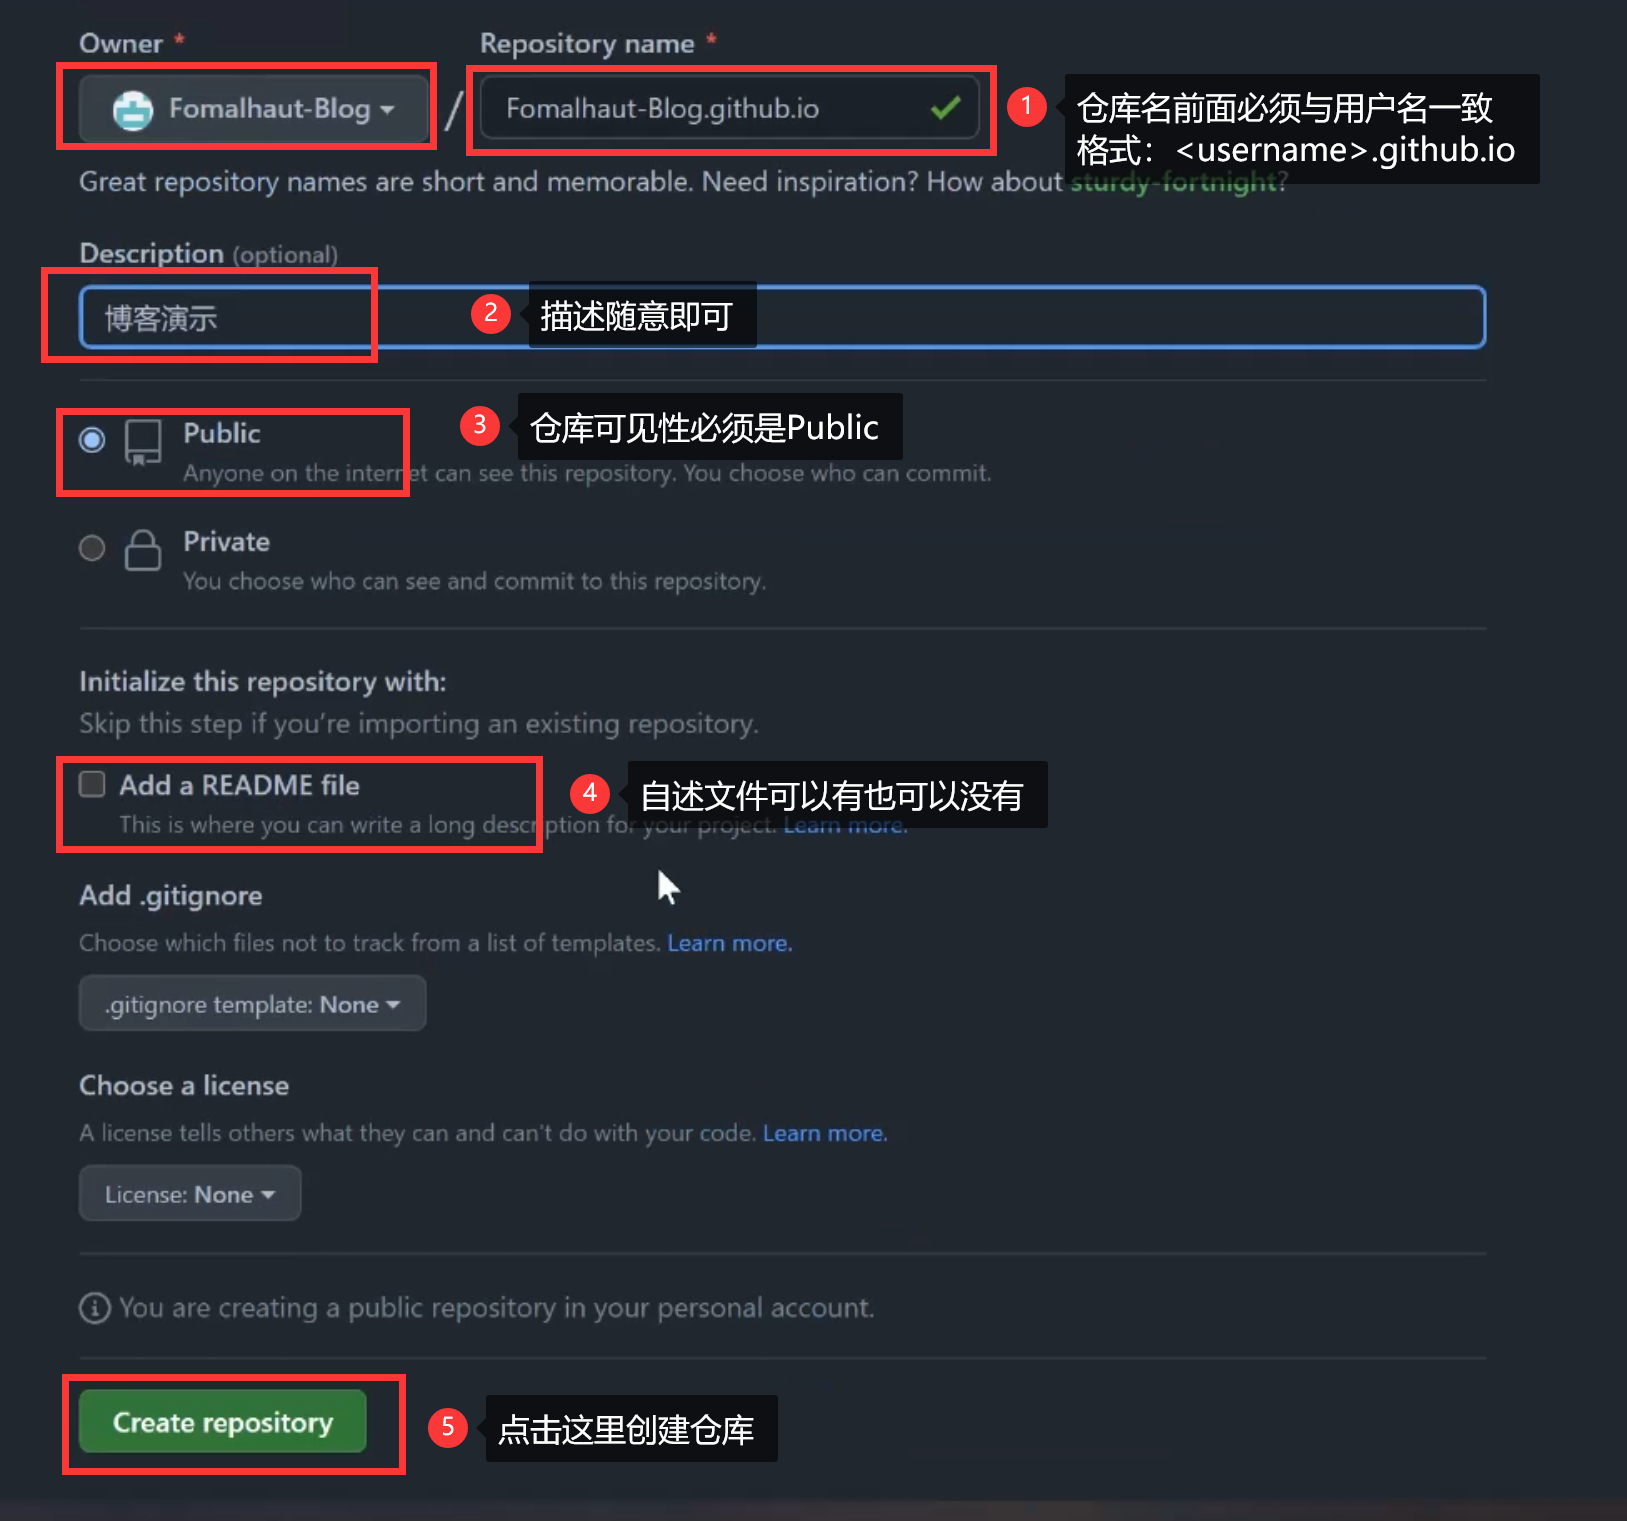 Owner *
Repository name *
Fomalhaut-Blog
/
Fomalhaut-Blog.github.io
1
仓库名前面必须与用户名一致
格式：<username>.github.io
Great repository names are short and memorable. Need inspiration? How about sturdy-fortnight?
Description (optional)
博客演示
2
描述随意即可
Public
3
仓库可见性必须是Public
Anyone on the internet can see this repository. You choose who can commit.
Private
You choose who can see and commit to this repository.
Initialize this repository with:
Skip this step if you’re importing an existing repository.
Add a README file
4
自述文件可以有也可以没有
This is where you can write a long description for your project. Learn more.
Add .gitignore
Choose which files not to track from a list of templates. Learn more.
.gitignore template: None
Choose a license
A license tells others what they can and can't do with your code. Learn more.
License: None
You are creating a public repository in your personal account.
Create repository
5
点击这里创建仓库